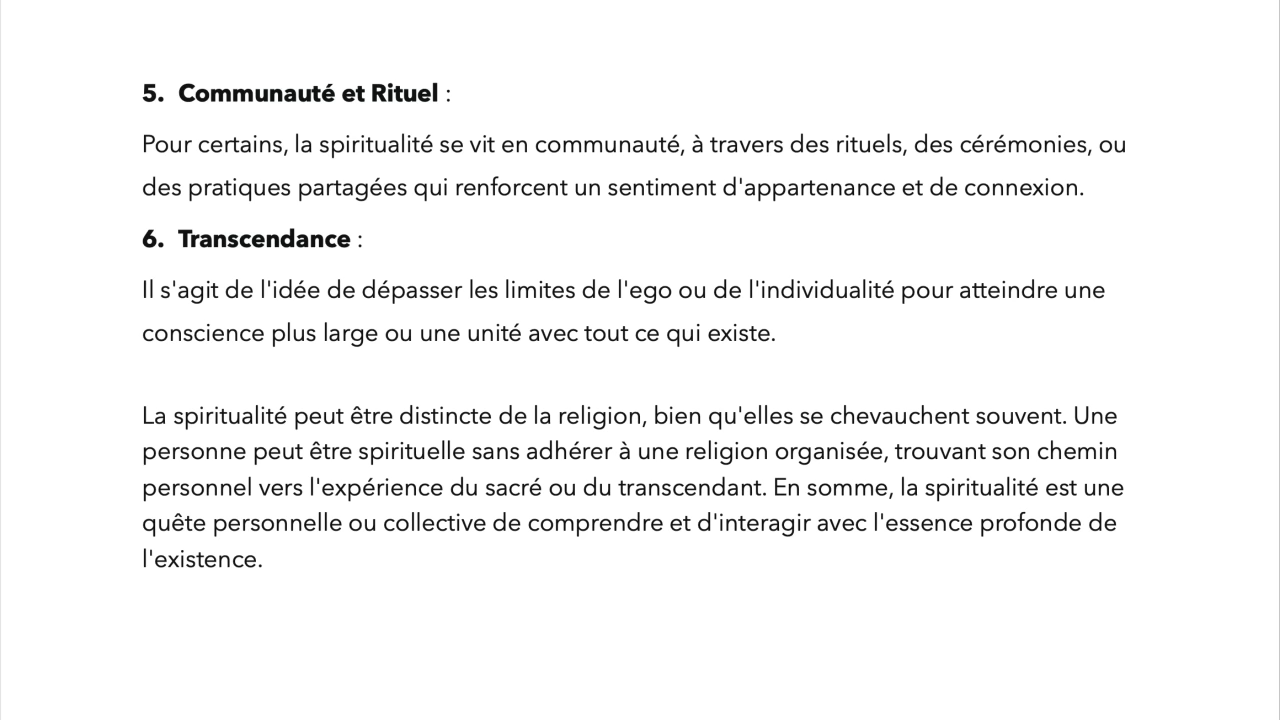 5. Communauté et Rituel :
Pour certains, la spiritualité se vit en communauté, à travers des rituels, des cérémonies, ou
des pratiques partagées qui renforcent un sentiment d'appartenance et de connexion.
6. Transcendance :
Il s'agit de l'idée de dépasser les limites de l'ego ou de l'individualité pour atteindre une
conscience plus large ou une unité avec tout ce qui existe.
La spiritualité peut être distincte de la religion, bien qu'elles se chevauchent souvent. Une
personne peut être spirituelle sans adhérer à une religion organisée, trouvant son chemin
personnel vers l'expérience du sacré ou du transcendant. En somme, la spiritualité est une
quête personnelle ou collective de comprendre et d'interagir avec l'essence profonde de
l'existence.